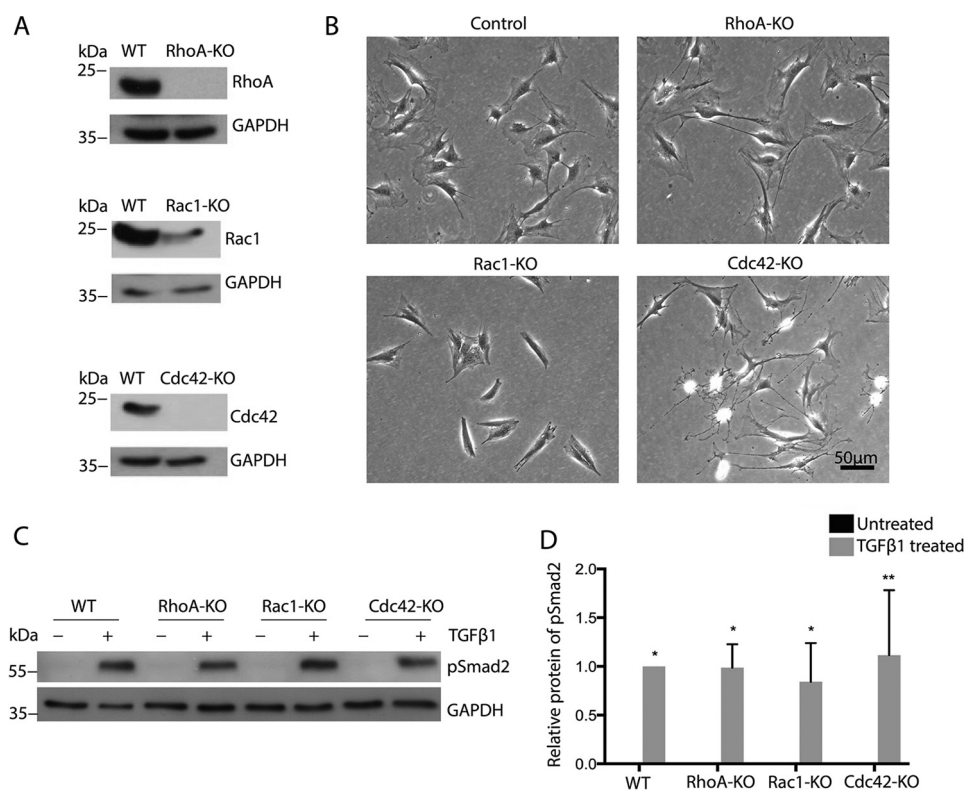 A
kDa WT RhoA-KO
25–
RhoA
GAPDH
35–
kDa WT Rac1-KO
25–
Rac1
GAPDH
35–
kDa WT Cdc42-KO
25–
Cdc42
GAPDH
35–
B
Control RhoA-KO
Rac1-KO Cdc42-KO
50µm
C
WT RhoA-KO Rac1-KO Cdc42-KO
kDa – + – + – + – + TGFβ1
55– pSmad2
35– GAPDH
D
Untreated
TGFβ1 treated
Relative protein of pSmad2
2.0
1.5
1.0
0.5
0.0
* * * **
WT RhoA-KO Rac1-KO Cdc42-KO